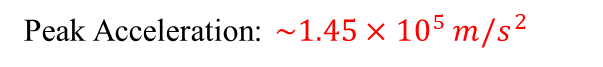 Peak Acceleration: ~1.45 × 10⁵ m/s²